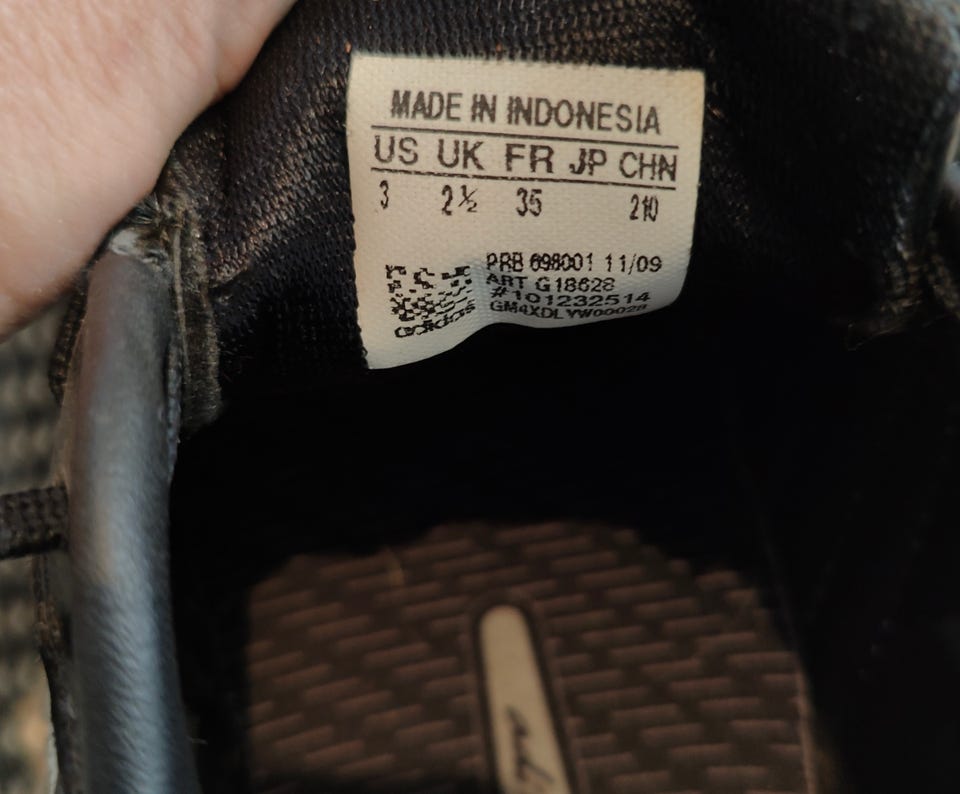 MADE IN INDONESIA
US UK FR JP CHN
3 2½ 35 210
PRB 698001 11/09
ART G18628
#101232514
GM4XDLYW00028
adidas